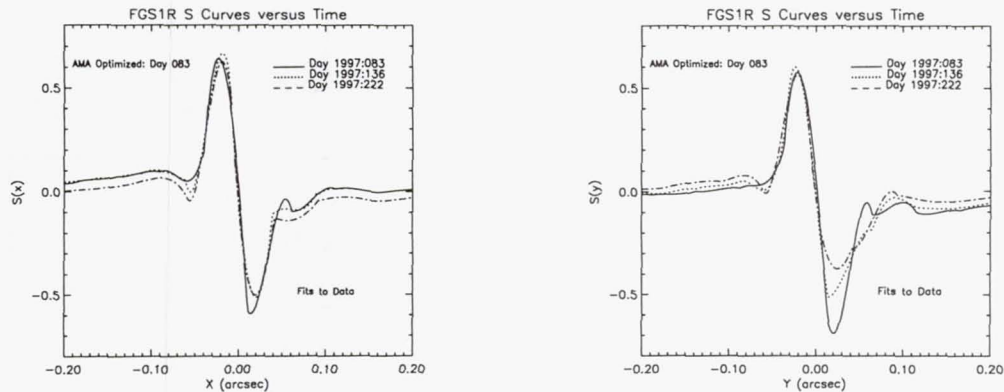 FGS1R S Curves versus Time
AMA Optimized: Day 083
Day 1997:083
Day 1997:136
Day 1997:222
0.5
0.0
-0.5
S(x)
Fits to Data
-0.20 -0.10 0.00 0.10 0.20
X (arcsec)
FGS1R S Curves versus Time
AMA Optimized: Day 083
Day 1997:083
Day 1997:136
Day 1997:222
0.5
0.0
-0.5
S(y)
Fits to Data
-0.20 -0.10 0.00 0.10 0.20
Y (arcsec)